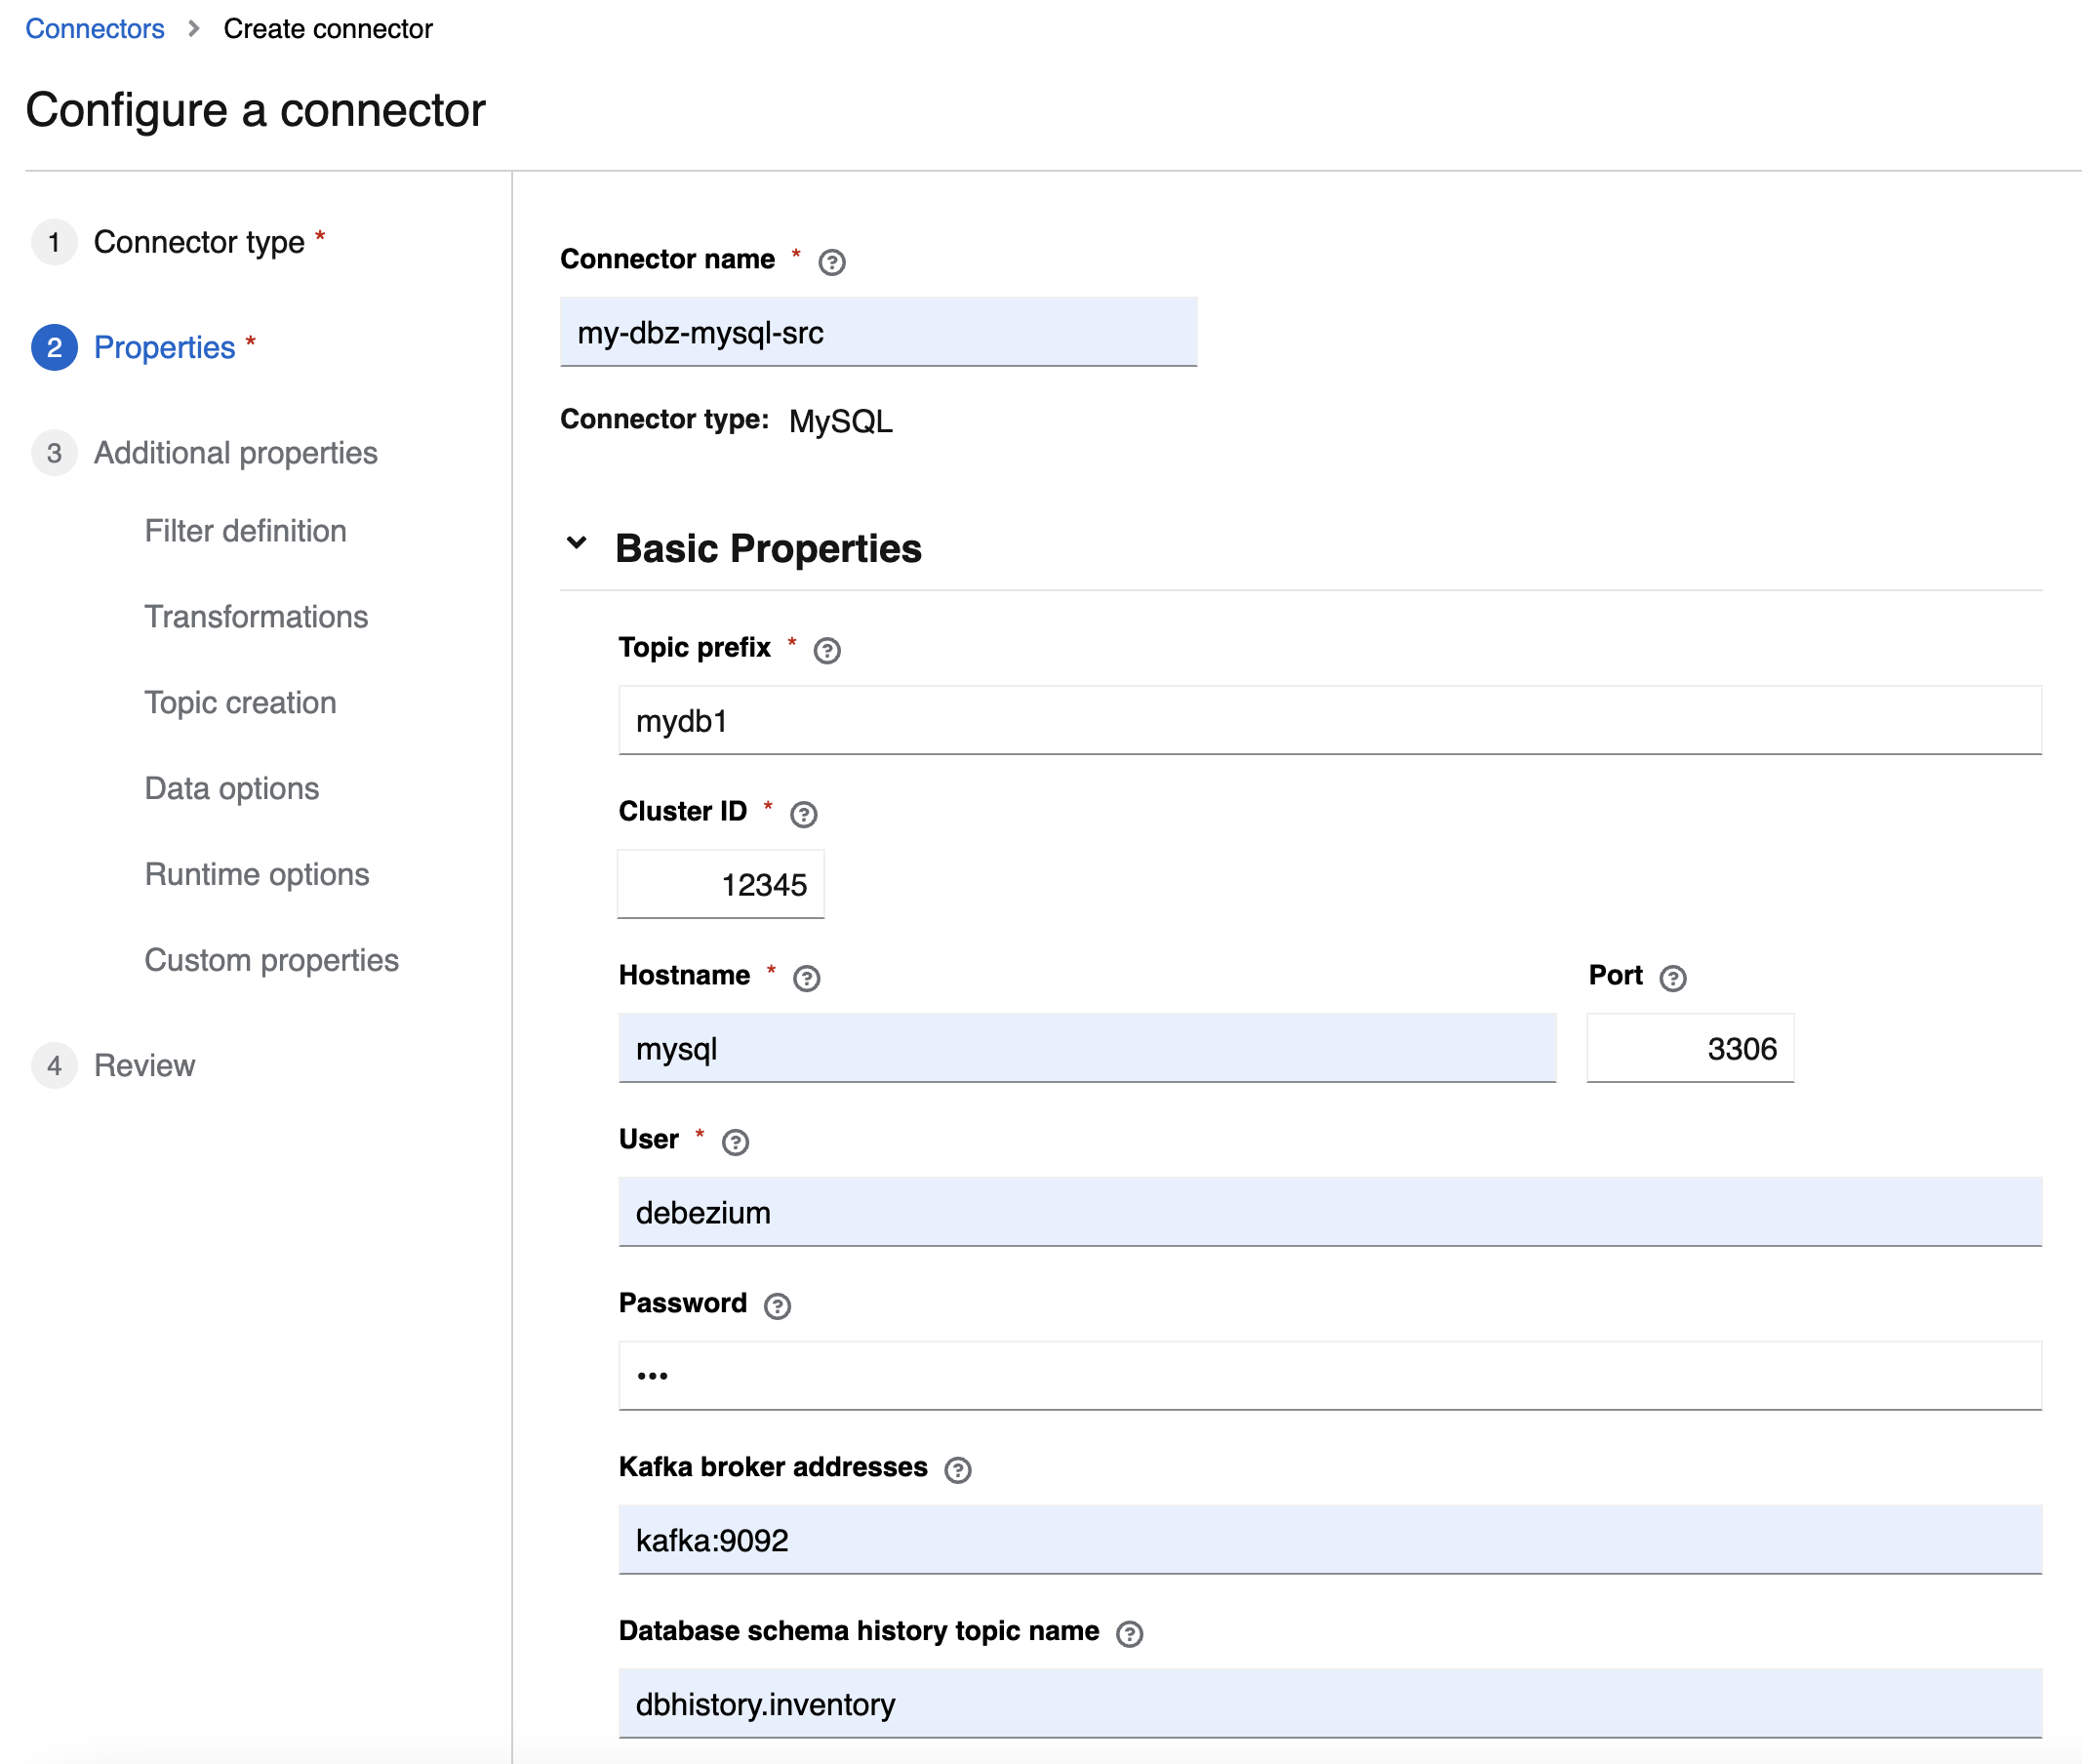 Connectors > Create connector
Configure a connector
1 Connector type *
2 Properties *
3 Additional properties
Filter definition
Transformations
Topic creation
Data options
Runtime options
Custom properties
4 Review
Connector name * ?
my-dbz-mysql-src
Connector type: MySQL
Basic Properties
Topic prefix * ?
mydb1
Cluster ID * ?
12345
Hostname * ? Port ?
mysql 3306
User * ?
debezium
Password ?
•••
Kafka broker addresses ?
kafka:9092
Database schema history topic name ?
dbhistory.inventory